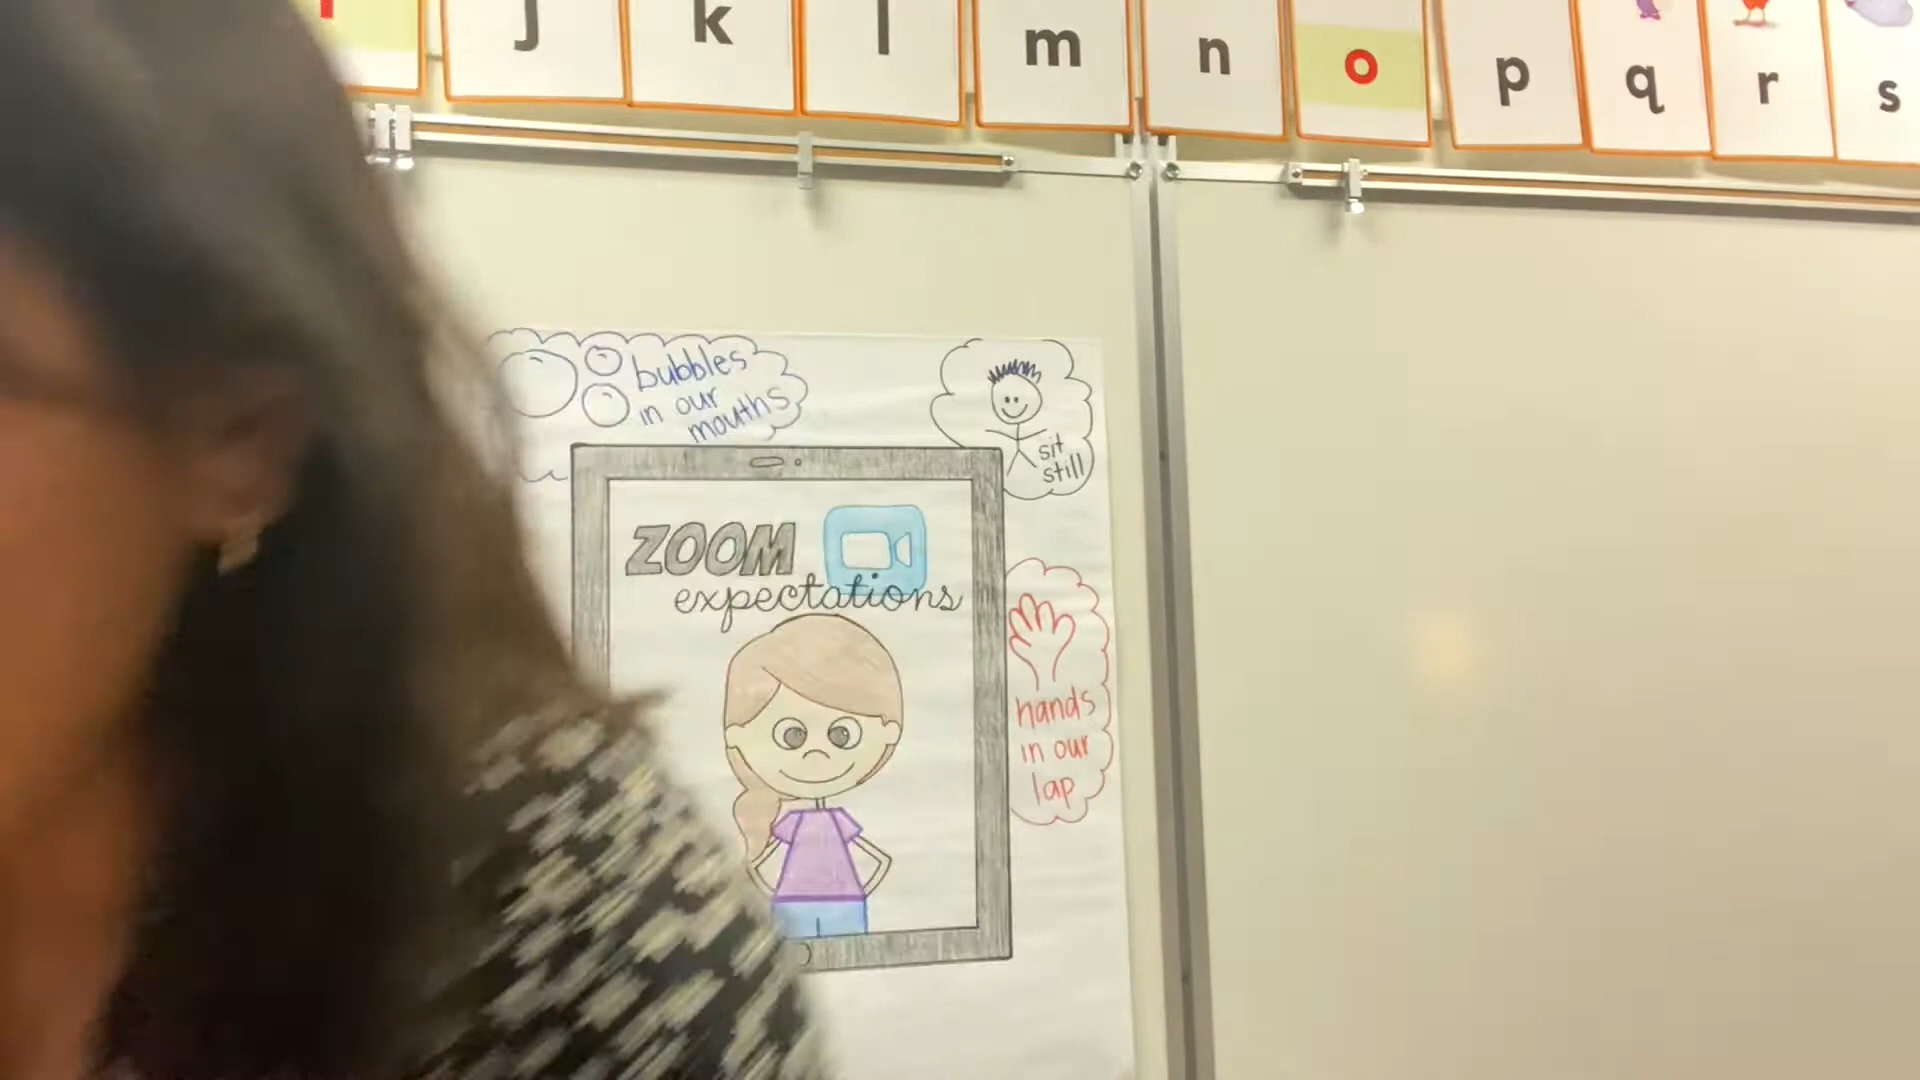 j k l m n o p q r s
bubbles
in our
mouths
sit
still
ZOOM
expectations
hands
in our
lap